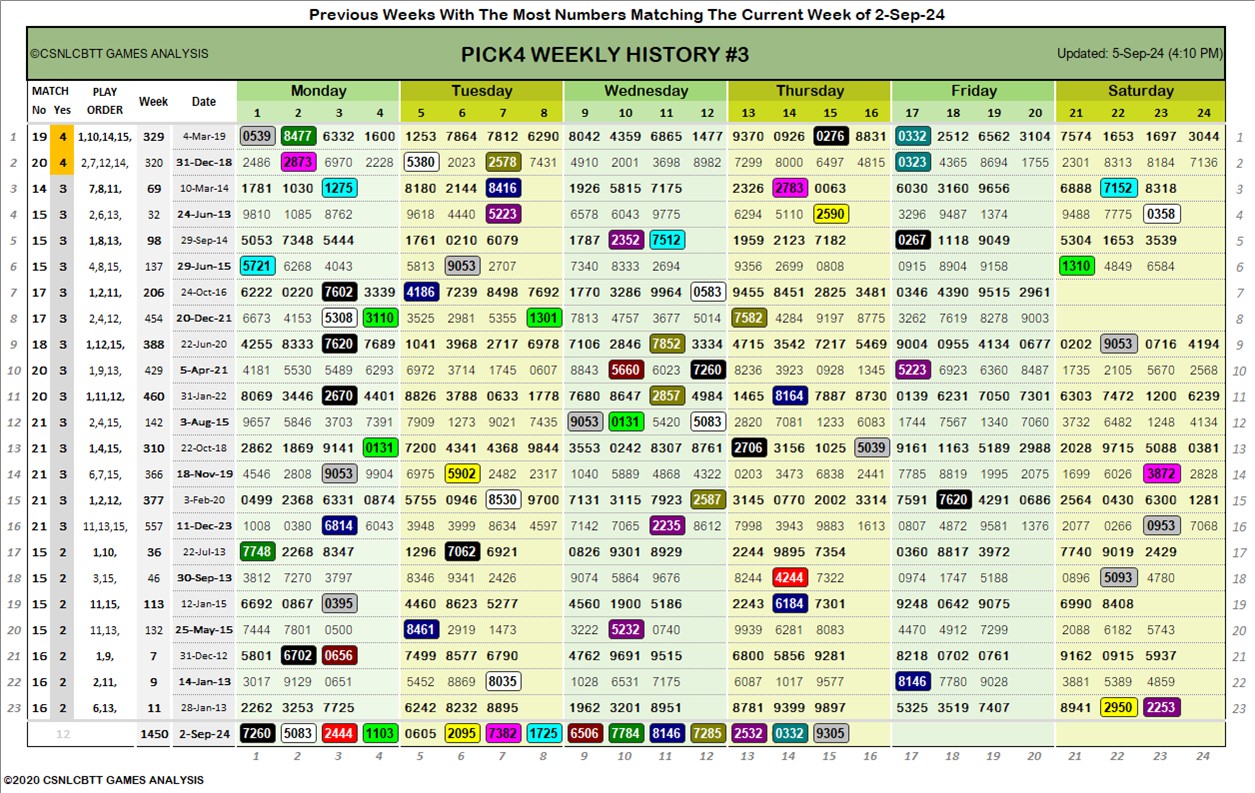 Previous Weeks With The Most Numbers Matching The Current Week of 2-Sep-24
©CSNLCBTT GAMES ANALYSIS PICK4 WEEKLY HISTORY #3 Updated: 5-Sep-24 (4:10 PM)
MATCH PLAY Week Date Monday Tuesday Wednesday Thursday Friday Saturday
No Yes ORDER 1 2 3 4 5 6 7 8 9 10 11 12 13 14 15 16 17 18 19 20 21 22 23 24
1 19 4 1,10,14,15, 329 4-Mar-19 0539 8477 6332 1600 1253 7864 7812 6290 8042 4359 6865 1477 9370 0926 0276 8831 0332 2512 6562 3104 7574 1653 1697 3044 1
2 20 4 2,7,12,14, 320 31-Dec-18 2486 2873 6970 2228 5380 2023 2578 7431 4910 2001 3698 8982 7299 8000 6497 4815 0323 4365 8694 1755 2301 8313 8184 7136 2
3 14 3 7,8,11, 69 10-Mar-14 1781 1030 1275 8180 2144 8416 1926 5815 7175 2326 2783 0063 6030 3160 9656 6888 7152 8318 3
4 15 3 2,6,13, 32 24-Jun-13 9810 1085 8762 9618 4440 5223 6578 6043 9775 6294 5110 2590 3296 9487 1374 9488 7775 0358 4
5 15 3 1,8,13, 98 29-Sep-14 5053 7348 5444 1761 0210 6079 1787 2352 7512 1959 2123 7182 0267 1118 9049 5304 1653 3539 5
6 15 3 4,8,15, 137 29-Jun-15 5721 6268 4043 5813 9053 2707 7340 8333 2694 9356 2699 0808 0915 8904 9158 1310 4849 6584 6
7 17 3 1,2,11, 206 24-Oct-16 6222 0220 7602 3339 4186 7239 8498 7692 1770 3286 9964 0583 9455 8451 2825 3481 0346 4390 9515 2961 7
8 17 3 2,4,12, 454 20-Dec-21 6673 4153 5308 3110 3525 2981 5355 1301 7813 4757 3677 5014 7582 4284 9197 8775 3262 7619 8278 9003 8
9 18 3 1,12,15, 388 22-Jun-20 4255 8333 7620 7689 1041 3968 2717 6978 7106 2846 7852 3334 4715 3542 7217 5469 9004 0955 4134 0677 0202 9053 0716 4194 9
10 20 3 1,9,13, 429 5-Apr-21 4181 5530 5489 6293 6972 3714 1745 0607 8843 5660 6023 7260 8236 3923 0928 1345 5223 6923 6360 8487 1735 2105 5670 2568 10
11 20 3 1,11,12, 460 31-Jan-22 8069 3446 2670 4401 8826 3788 0633 1778 7680 8647 2857 4984 1465 8164 7887 8730 0139 6231 7050 7301 6303 7472 1200 6239 11
12 21 3 2,4,15, 142 3-Aug-15 9657 5846 3703 7391 7909 1273 9021 7435 9053 0131 5420 5083 2820 7081 1233 6083 1744 7567 1340 7060 3732 6482 1248 4134 12
13 21 3 1,4,15, 310 22-Oct-18 2862 1869 9141 0131 7200 4341 4368 9844 3553 0242 8307 8761 2706 3156 1025 5039 9161 1163 5189 2988 2028 9715 5088 0381 13
14 21 3 6,7,15, 366 18-Nov-19 4546 2808 9053 9904 6975 5902 2482 2317 1040 5889 4868 4322 0203 3473 6838 2441 7785 8819 1995 2075 1699 6026 3872 2828 14
15 21 3 1,2,12, 377 3-Feb-20 0499 2368 6331 0874 5755 0946 8530 9700 7131 3115 7923 2587 3145 0770 2002 3314 7591 7620 4291 0686 2564 0430 6300 1281 15
16 21 3 11,13,15, 557 11-Dec-23 1008 0380 6814 6043 3948 3999 8634 4597 7142 7065 2235 8612 7998 3943 9883 1613 0807 4872 9581 1376 2077 0266 0953 7068 16
17 15 2 1,10, 36 22-Jul-13 7748 2268 8347 1296 7062 6921 0826 9301 8929 2244 9895 7354 0360 8817 3972 7740 9019 2429 17
18 15 2 3,15, 46 30-Sep-13 3812 7270 3797 8346 9341 2426 9074 5864 9676 8244 4244 7322 0974 1747 5188 0896 5093 4780 18
19 15 2 11,15, 113 12-Jan-15 6692 0867 0395 4460 8623 5277 4560 1900 5186 2243 6184 7301 9248 0642 9075 6990 8408 19
20 15 2 11,13, 132 25-May-15 7444 7801 0500 8461 2919 1473 3222 5232 0740 9939 6281 8083 4470 4912 7299 2088 6182 5743 20
21 16 2 1,9, 7 31-Dec-12 5801 6702 0656 7499 8577 6790 4762 9691 9515 6800 5856 9281 8218 0702 0761 9162 0915 5937 21
22 16 2 2,11, 9 14-Jan-13 3017 9129 0651 5452 8869 8035 1028 6531 7175 6087 1017 9577 8146 7780 9028 3881 5389 4859 22
23 16 2 6,13, 11 28-Jan-13 2262 3253 7725 6242 8232 8895 1962 3201 8951 8781 9399 9897 5325 3519 7407 8941 2950 2253 23
12 1450 2-Sep-24 7260 5083 2444 1103 0605 2095 7382 1725 6506 7784 8146 7285 2532 0332 9305
1 2 3 4 5 6 7 8 9 10 11 12 13 14 15 16 17 18 19 20 21 22 23 24
©2020 CSNLCBTT GAMES ANALYSIS